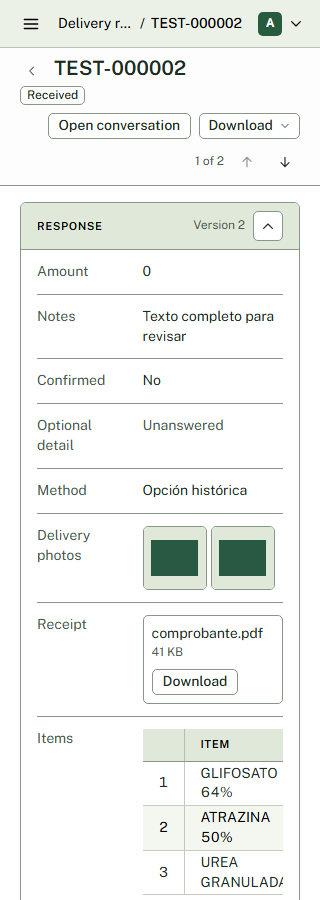 Delivery r... / TEST-000002 A
TEST-000002
Received
Open conversation Download
1 of 2
RESPONSE Version 2
Amount 0
Notes Texto completo para
revisar
Confirmed No
Optional
detail Unanswered
Method Opción histórica
Delivery
photos
Receipt comprobante.pdf
41 KB
Download
Items ITEM
1 GLIFOSATO
64%
2 ATRAZINA
50%
3 UREA
GRANULADA